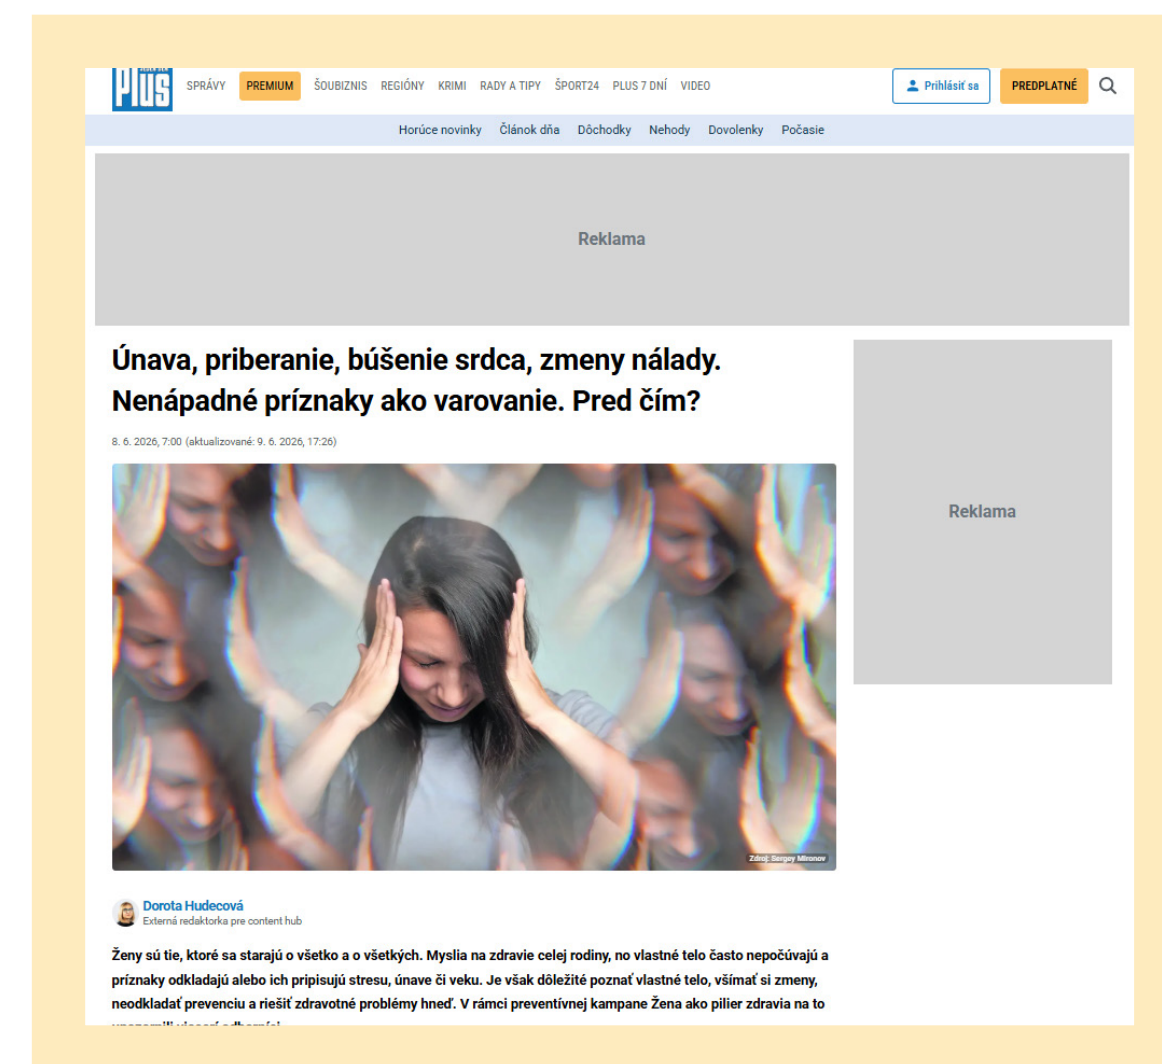 Plus
SPRÁVY PREMIUM ŠOUBIZNIS REGIÓNY KRIMI RADY A TIPY ŠPORT24 PLUS 7 DNÍ VIDEO Prihlásiť sa PREDPLATNÉ
Horúce novinky Článok dňa Dôchodky Nehody Dovolenky Počasie
Reklama
Únava, priberanie, búšenie srdca, zmeny nálady.
Nenápadné príznaky ako varovanie. Pred čím?
8. 6. 2026, 7:00 (aktualizované: 9. 6. 2026, 17:26)
Reklama
Zdroj: Sergey Mironov
Dorota Hudecová
Externá redaktorka pre content hub
Ženy sú tie, ktoré sa starajú o všetko a o všetkých. Myslia na zdravie celej rodiny, no vlastné telo často nepočúvajú a
príznaky odkladajú alebo ich pripisujú stresu, únave či veku. Je však dôležité poznať vlastné telo, všímať si zmeny,
neodkladať prevenciu a riešiť zdravotné problémy hneď. V rámci preventívnej kampane Žena ako pilier zdravia na to